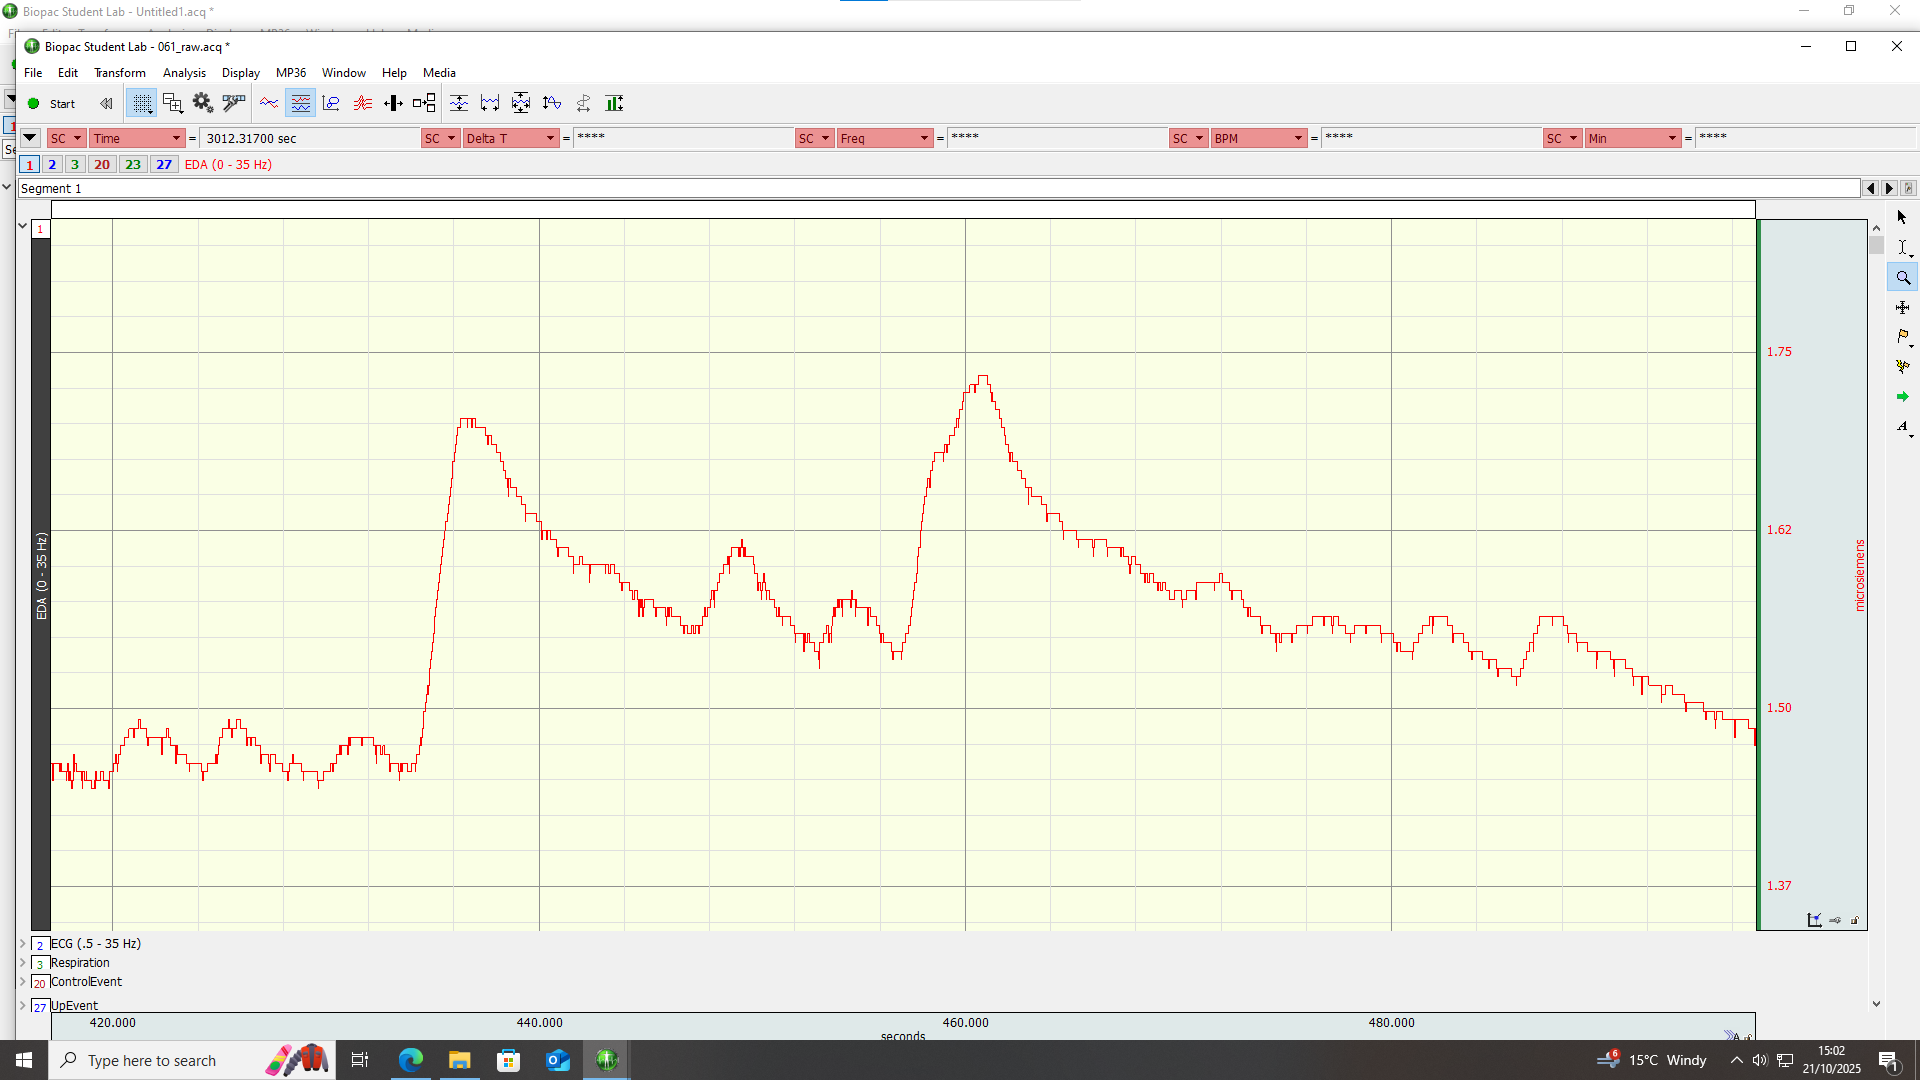 Biopac Student Lab - Untitled1.acq *
Biopac Student Lab - 061_raw.acq *
File Edit Transform Analysis Display MP36 Window Help Media
Start
SC Time = 3012.31700 sec SC Delta T = **** SC Freq = **** SC BPM = **** SC Min = ****
1 2 3 20 23 27 EDA (0 - 35 Hz)
Segment 1
1
1.75
1.62
1.50
1.37
EDA (0 - 35 Hz)
microsiemens
2 ECG (.5 - 35 Hz)
3 Respiration
20 ControlEvent
27 UpEvent
420.000 440.000 460.000 480.000
seconds
Type here to search
6 15°C Windy
15:02
21/10/2025
1